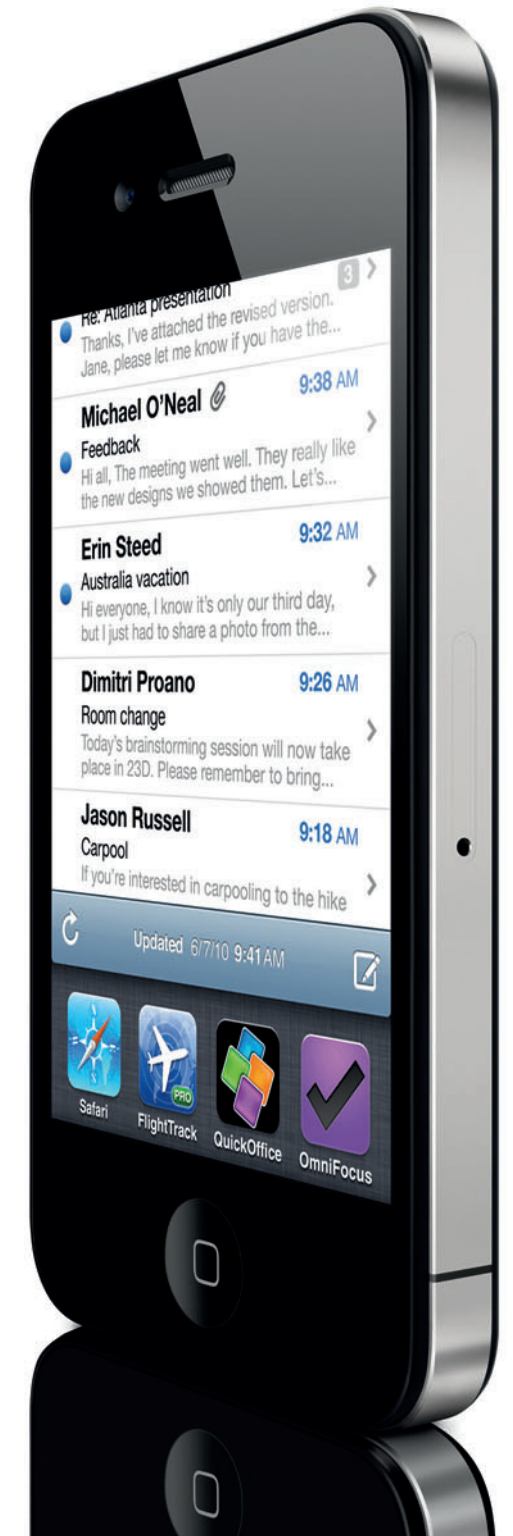 3
Re: Atlanta presentation
Thanks, I've attached the revised version.
Jane, please let me know if you have the...
Michael O'Neal 9:38 AM
Feedback
Hi all, The meeting went well. They really like
the new designs we showed them. Let's...
Erin Steed 9:32 AM
Australia vacation
Hi everyone, I know it's only our third day,
but I just had to share a photo from the...
Dimitri Proano 9:26 AM
Room change
Today's brainstorming session will now take
place in 23D. Please remember to bring...
Jason Russell 9:18 AM
Carpool
If you're interested in carpooling to the hike
Updated 6/7/10 9:41 AM
N
S
PRO
Safari FlightTrack QuickOffice OmniFocus